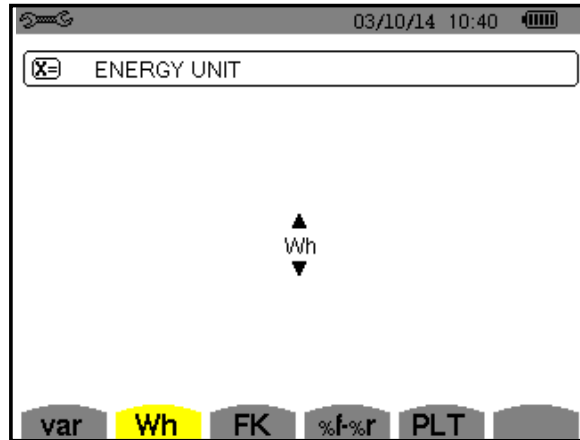 03/10/14 10:40
X= ENERGY UNIT
Wh
var Wh FK %f-%r PLT